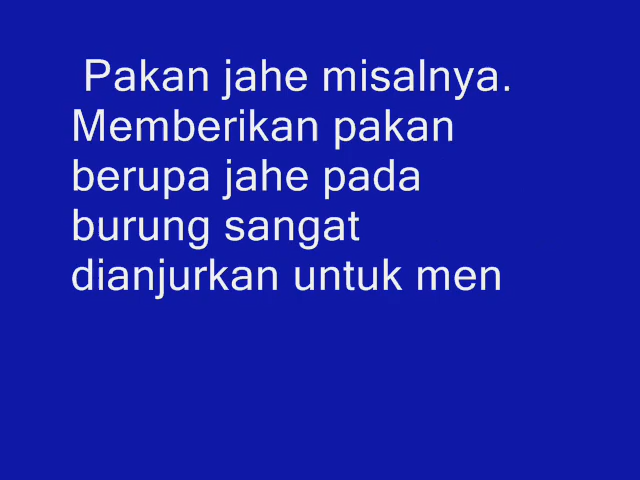 Pakan jahe misalnya.
Memberikan pakan
berupa jahe pada
burung sangat
dianjurkan untuk men